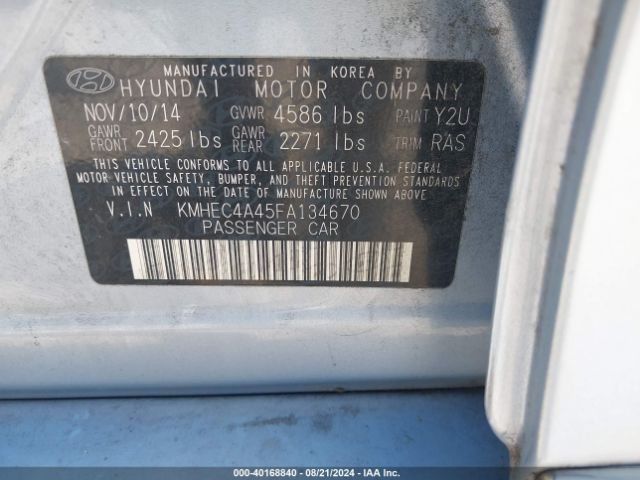 MANUFACTURED IN KOREA BY
HYUNDAI MOTOR COMPANY
NOV/10/14 GVWR 4586 lbs PAINT Y2U
GAWR FRONT 2425 lbs GAWR REAR 2271 lbs TRIM RAS
THIS VEHICLE CONFORMS TO ALL APPLICABLE U.S.A. FEDERAL
MOTOR VEHICLE SAFETY, BUMPER, AND THEFT PREVENTION STANDARDS
IN EFFECT ON THE DATE OF MANUFACTURE SHOWN ABOVE
V.I.N KMHEC4A45FA134670
PASSENGER CAR
000-40168840 / 08/21/2024 - IAA Inc.